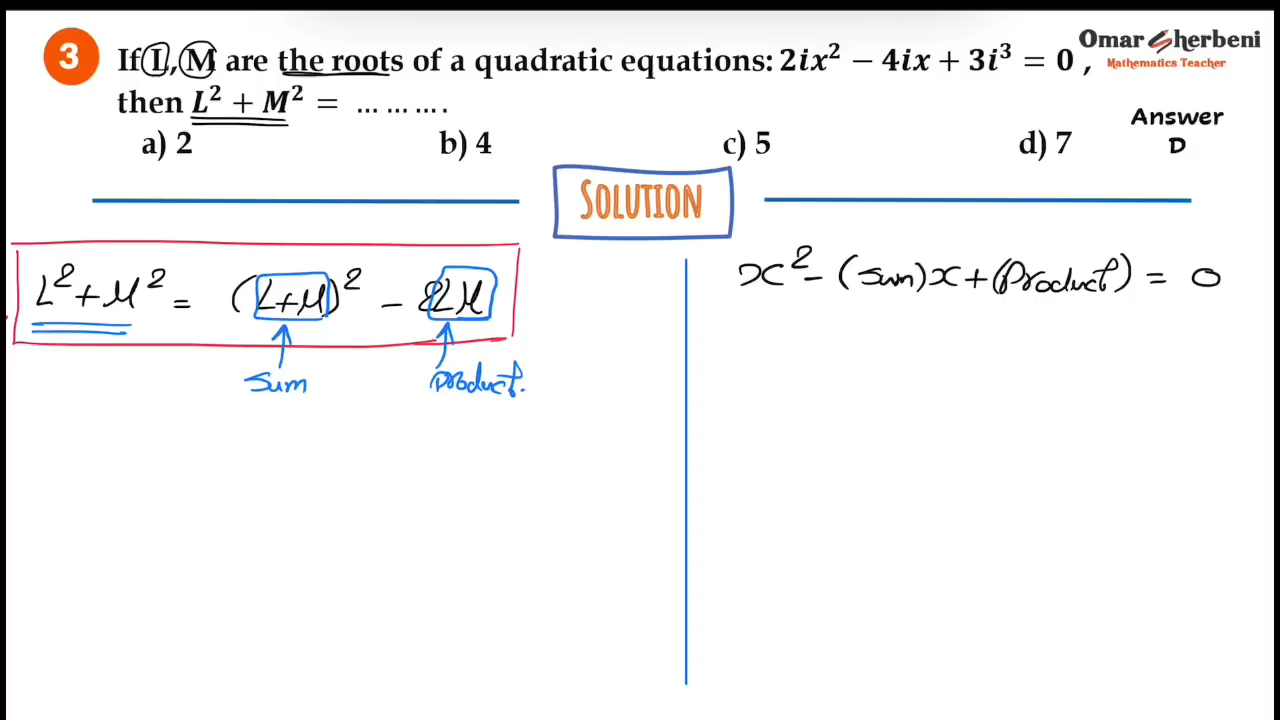 3 If L, M are the roots of a quadratic equations: 2ix² − 4ix + 3i³ = 0 ,
then L² + M² = … … … .
a) 2 b) 4 c) 5 d) 7
Omar Sherbeni
Mathematics Teacher
Answer
D
SOLUTION
L² + M² = (L+M)² − 2LM
Sum product.
x² − (Sum)x + (Product) = 0